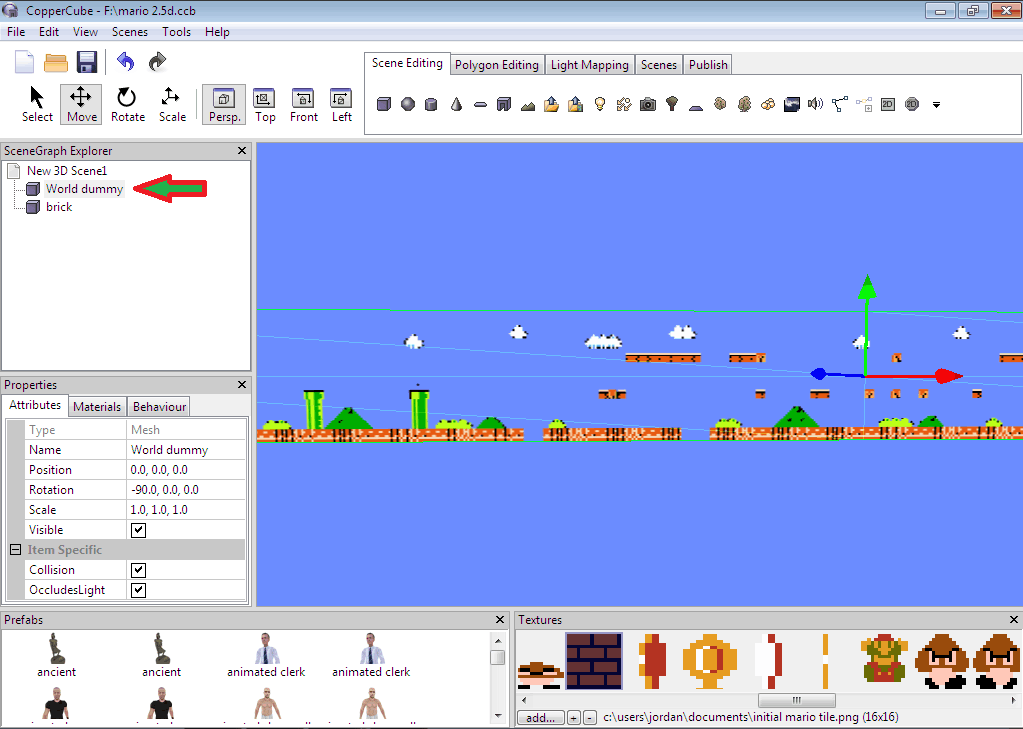 CopperCube - F:\mario 2.5d.ccb
File Edit View Scenes Tools Help
Scene Editing Polygon Editing Light Mapping Scenes Publish
Select Move Rotate Scale Persp. Top Front Left
2D 2D
SceneGraph Explorer
New 3D Scene1
World dummy
brick
Properties
Attributes Materials Behaviour
Type Mesh
Name World dummy
Position 0.0, 0.0, 0.0
Rotation -90.0, 0.0, 0.0
Scale 1.0, 1.0, 1.0
Visible
Item Specific
Collision
OccludesLight
Prefabs
ancient ancient animated clerk animated clerk
Textures
add... + - c:\users\jordan\documents\initial mario tile.png (16x16)